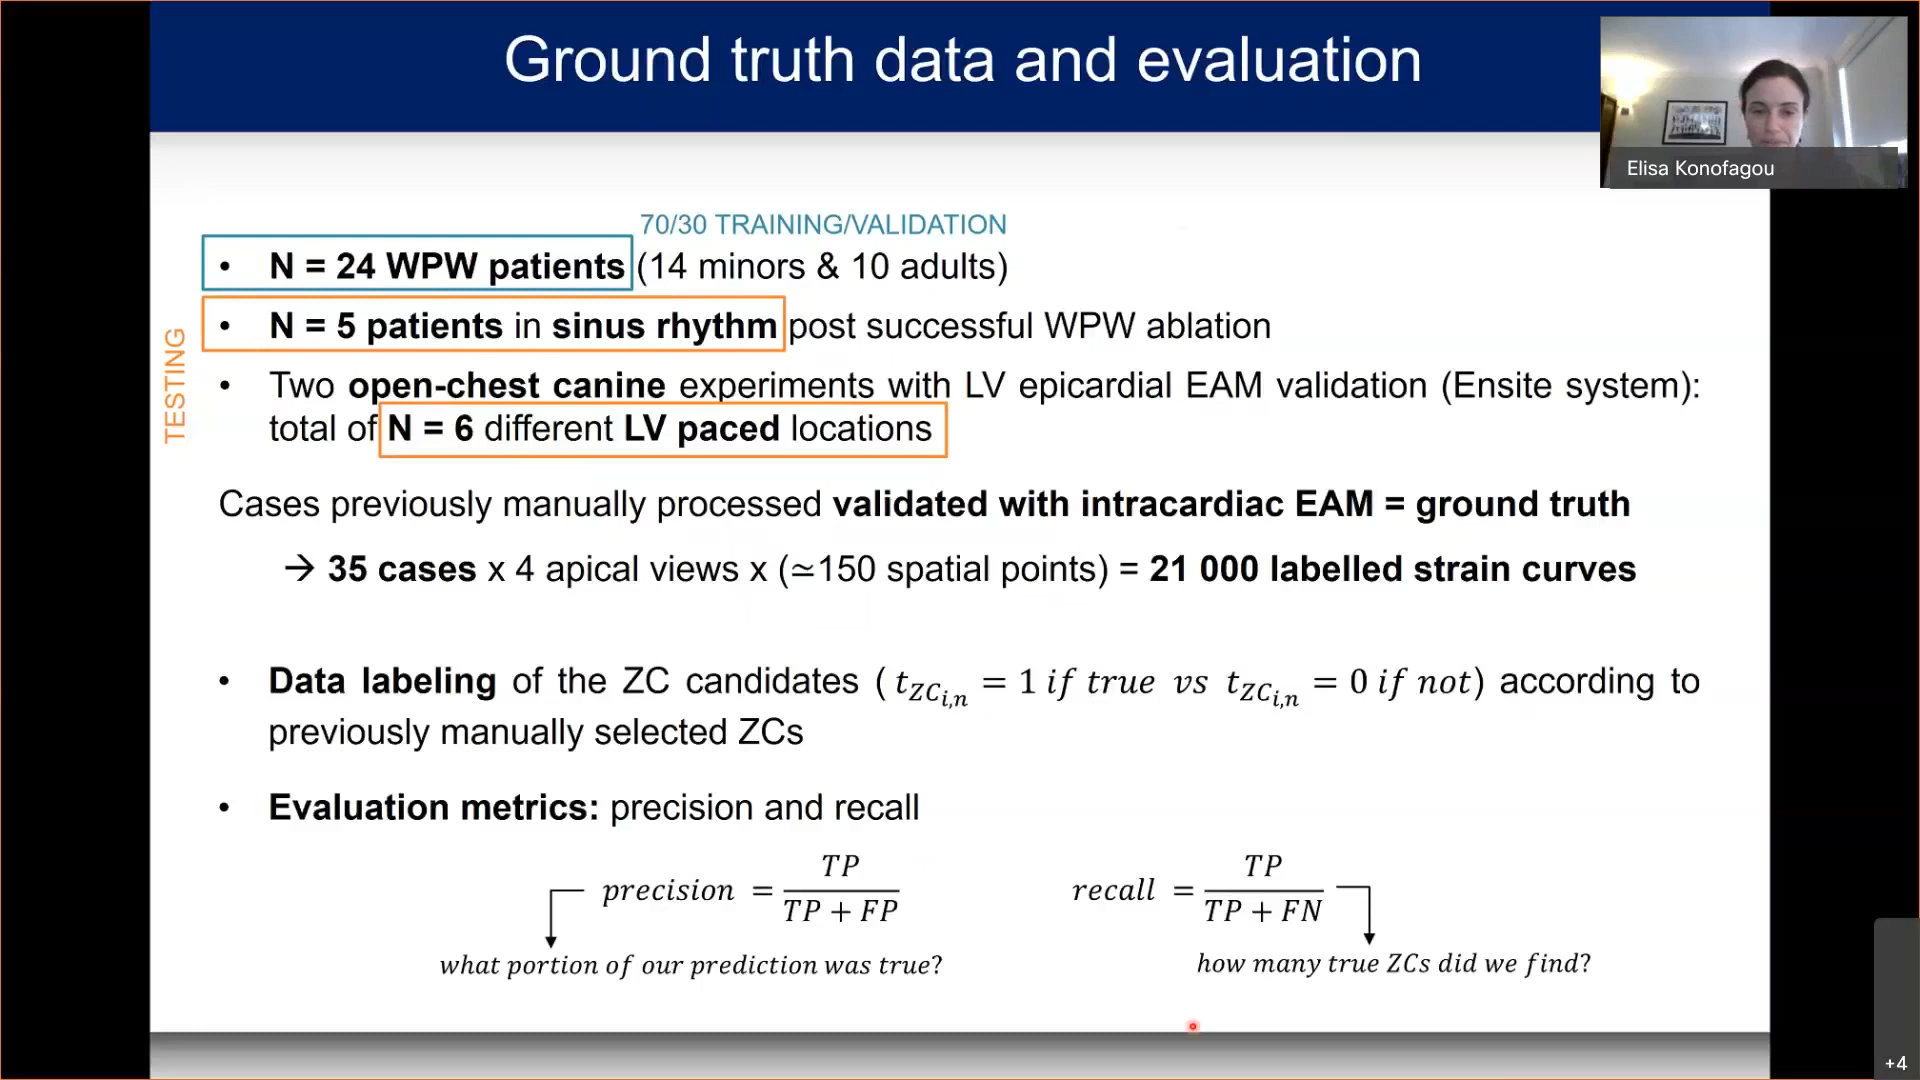 Ground truth data and evaluation
Elisa Konofagou
70/30 TRAINING/VALIDATION
• N = 24 WPW patients (14 minors & 10 adults)
• N = 5 patients in sinus rhythm post successful WPW ablation
TESTING
• Two open-chest canine experiments with LV epicardial EAM validation (Ensite system):
total of N = 6 different LV paced locations
Cases previously manually processed validated with intracardiac EAM = ground truth
→ 35 cases x 4 apical views x (≃150 spatial points) = 21 000 labelled strain curves
• Data labeling of the ZC candidates ( t_{ZC_{i,n}} = 1 if true vs t_{ZC_{i,n}} = 0 if not) according to
previously manually selected ZCs
• Evaluation metrics: precision and recall
precision = TP / (TP + FP)
recall = TP / (TP + FN)
what portion of our prediction was true?
how many true ZCs did we find?
+4